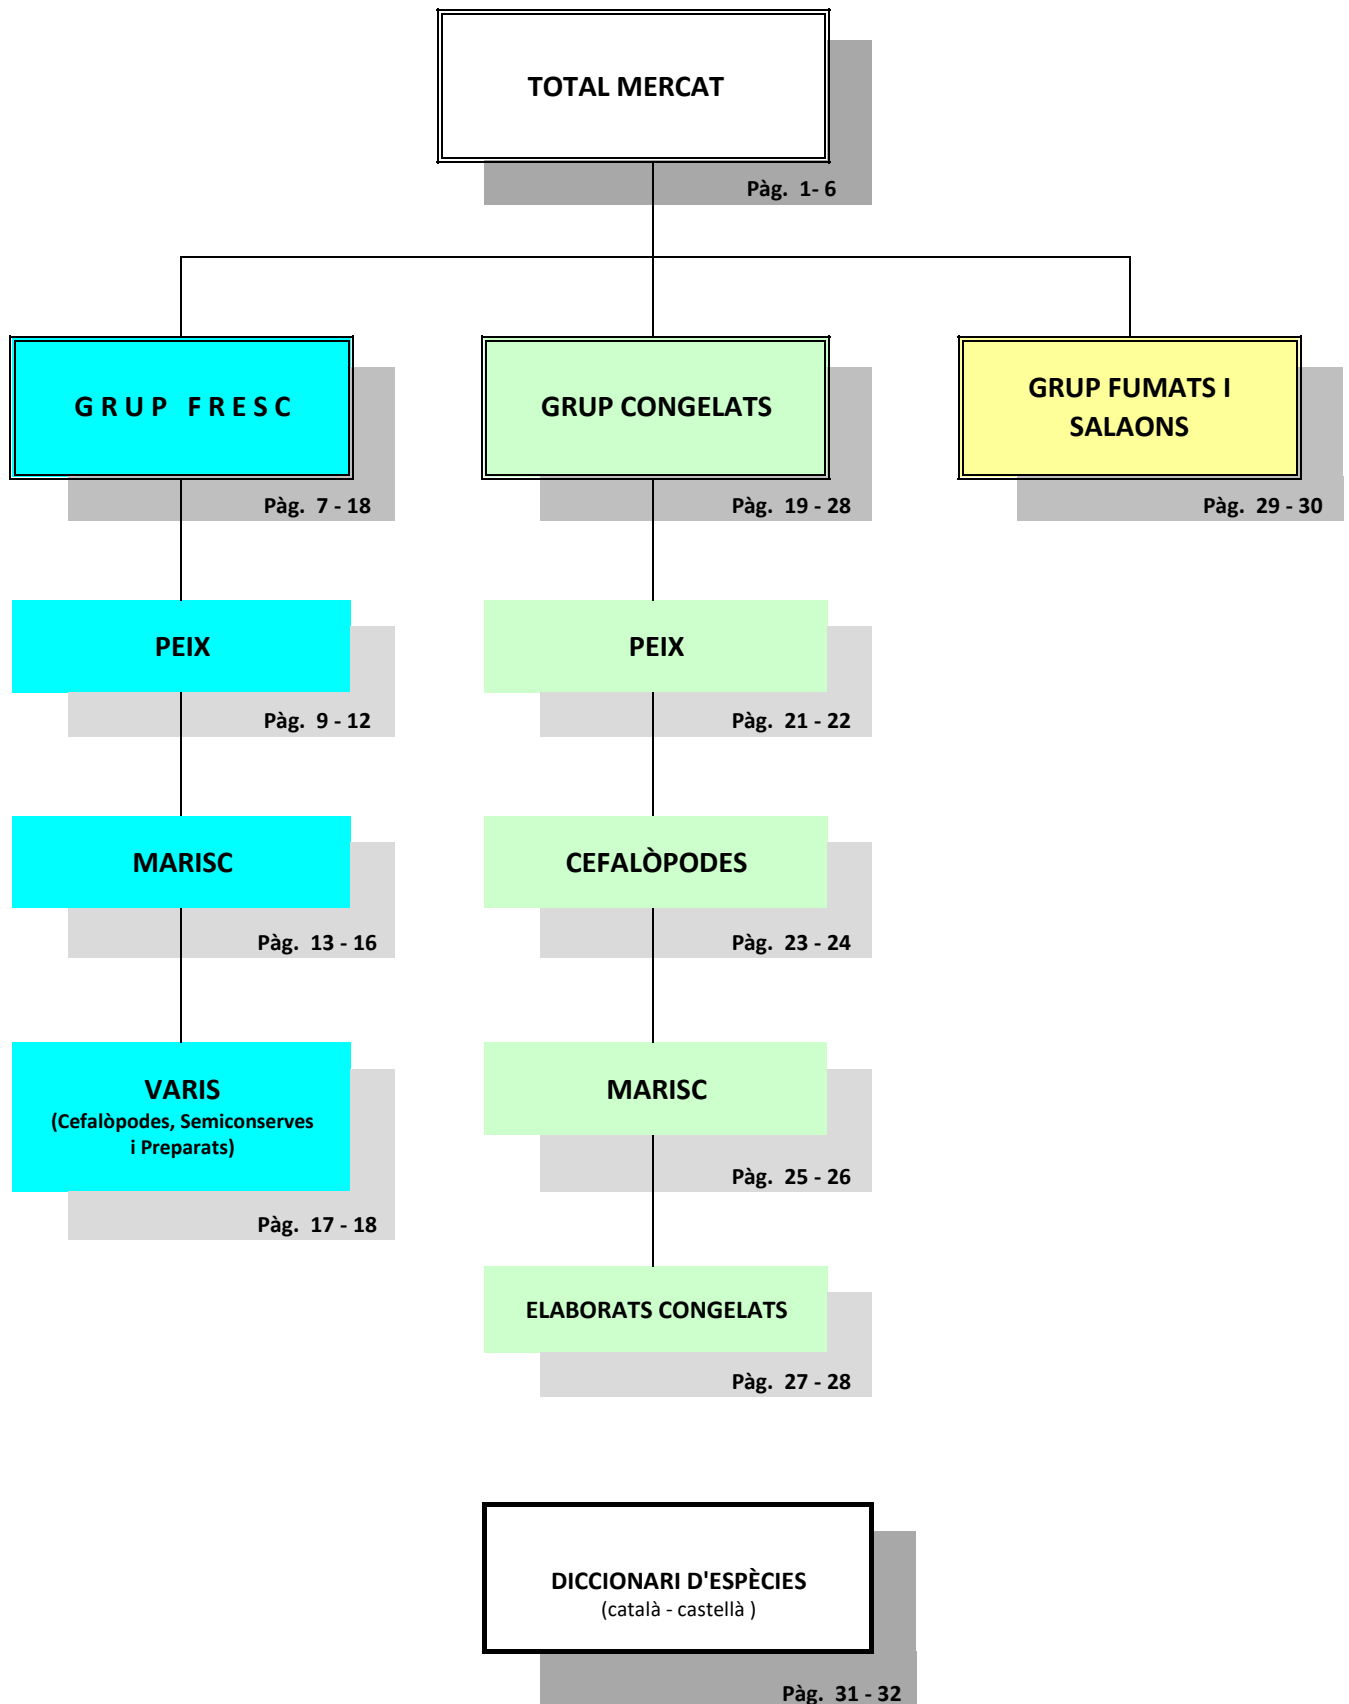 TOTAL MERCAT
Pàg. 1- 6
GRUP FRESC
Pàg. 7 - 18
GRUP CONGELATS
Pàg. 19 - 28
GRUP FUMATS I
SALAONS
Pàg. 29 - 30
PEIX
Pàg. 9 - 12
PEIX
Pàg. 21 - 22
MARISC
Pàg. 13 - 16
CEFALÒPODES
Pàg. 23 - 24
VARIS
(Cefalòpodes, Semiconserves
i Preparats)
Pàg. 17 - 18
MARISC
Pàg. 25 - 26
ELABORATS CONGELATS
Pàg. 27 - 28
DICCIONARI D'ESPÈCIES
(català - castellà )
Pàg. 31 - 32